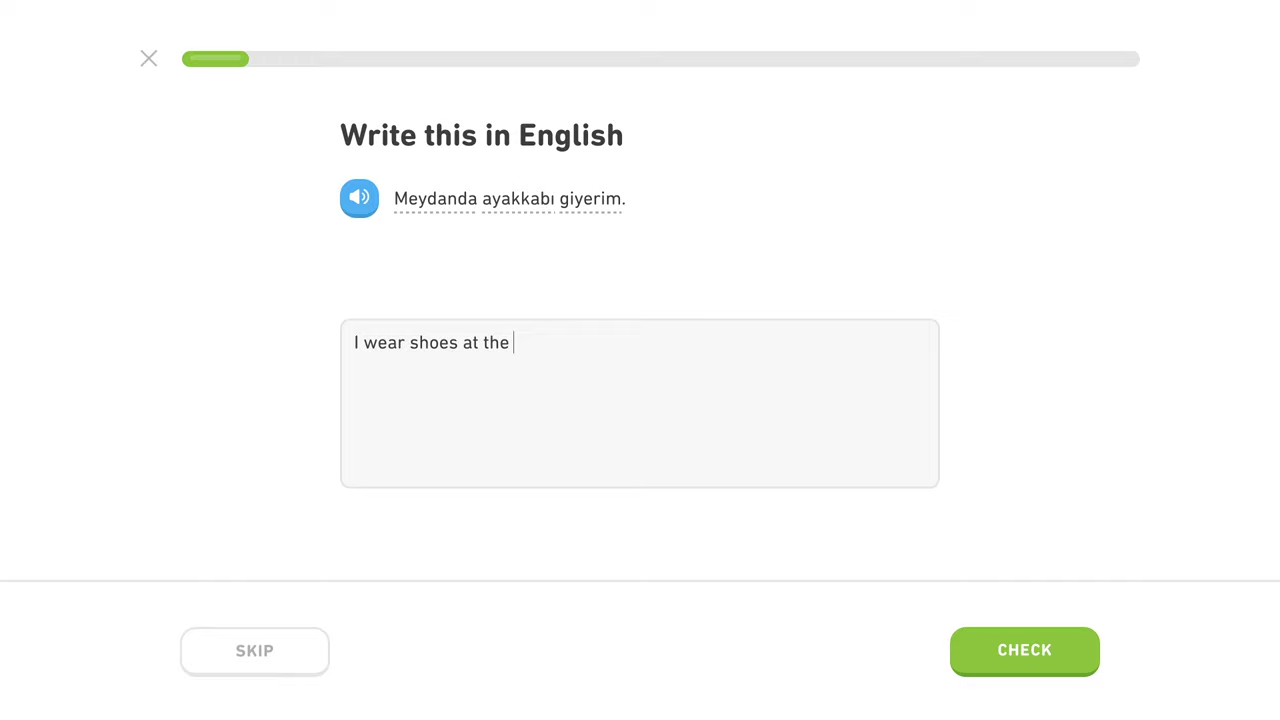 Write this in English
Meydanda ayakkabı giyerim.
I wear shoes at the
SKIP
CHECK